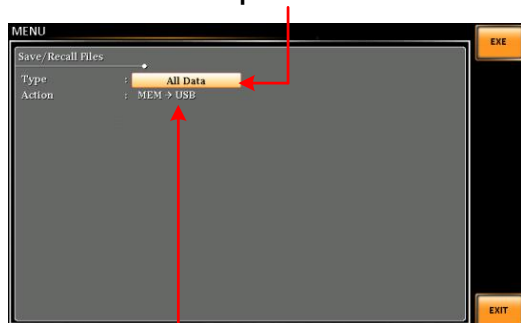 MENU
EXE
Save/Recall Files
Type : All Data
Action : MEM → USB
EXIT